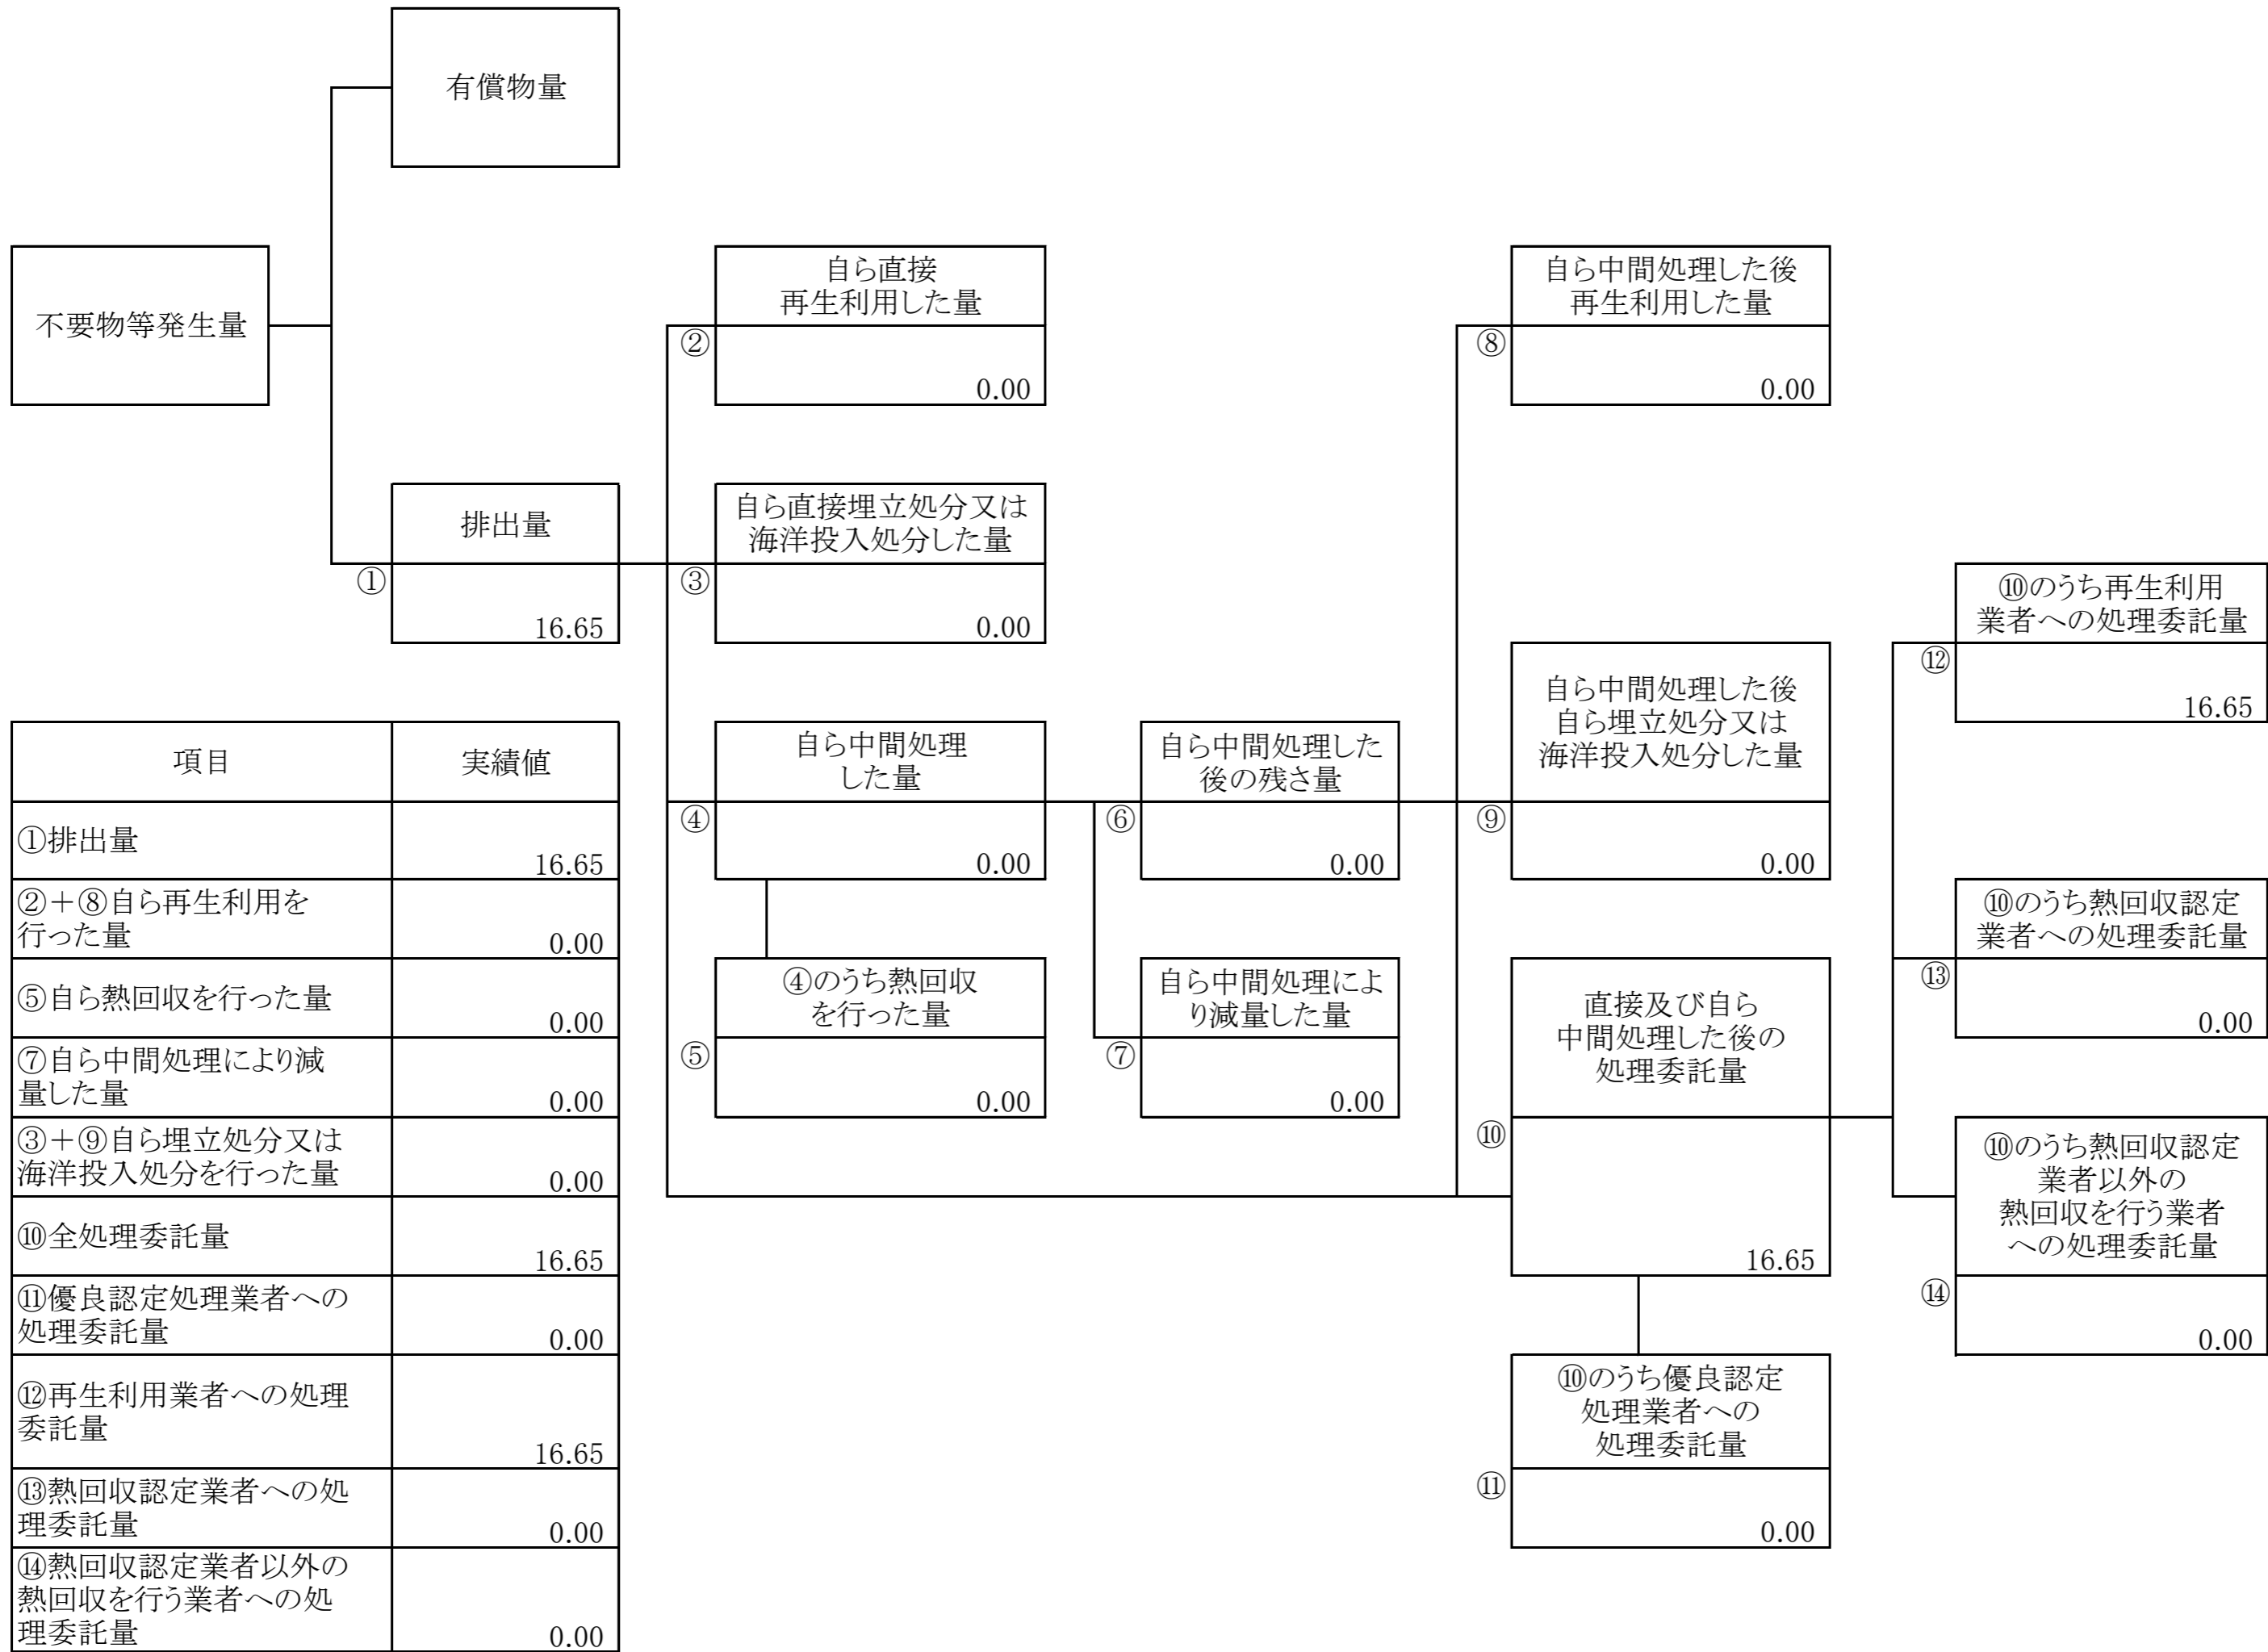 有償物量
不要物等発生量
自ら直接
再生利用した量
②
0.00
自ら中間処理した後
再生利用した量
⑧
0.00
排出量
①
16.65
自ら直接埋立処分又は
海洋投入処分した量
③
0.00
⑩のうち再生利用
業者への処理委託量
⑫
16.65
自ら中間処理
した量
④
0.00
自ら中間処理した
後の残さ量
⑥
0.00
自ら中間処理した後
自ら埋立処分又は
海洋投入処分した量
⑨
0.00
⑩のうち熱回収認定
業者への処理委託量
⑬
0.00
④のうち熱回収
を行った量
⑤
0.00
自ら中間処理によ
り減量した量
⑦
0.00
直接及び自ら
中間処理した後の
処理委託量
⑩
16.65
⑩のうち熱回収認定
業者以外の
熱回収を行う業者
への処理委託量
⑭
0.00
⑩のうち優良認定
処理業者への
処理委託量
⑪
0.00
項目 実績値
①排出量
16.65
②＋⑧自ら再生利用を
行った量
0.00
⑤自ら熱回収を行った量
0.00
⑦自ら中間処理により減
量した量
0.00
③＋⑨自ら埋立処分又は
海洋投入処分を行った量
0.00
⑩全処理委託量
16.65
⑪優良認定処理業者への
処理委託量
0.00
⑫再生利用業者への処理
委託量
16.65
⑬熱回収認定業者への処
理委託量
0.00
⑭熱回収認定業者以外の
熱回収を行う業者への処
理委託量
0.00